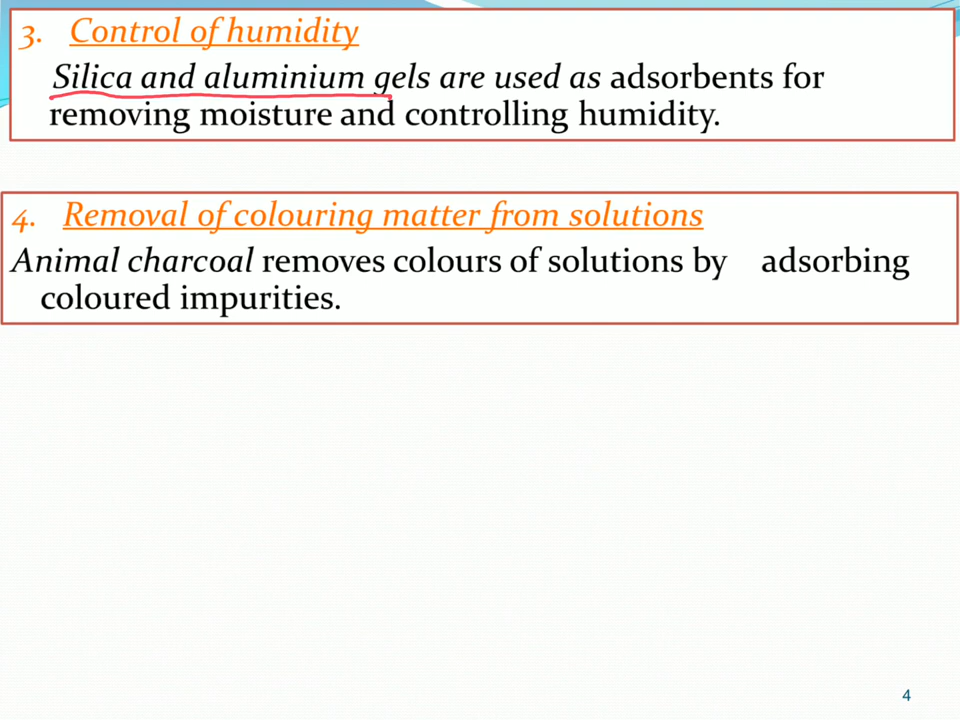 3. Control of humidity
Silica and aluminium gels are used as adsorbents for
removing moisture and controlling humidity.
4. Removal of colouring matter from solutions
Animal charcoal removes colours of solutions by adsorbing
coloured impurities.
4